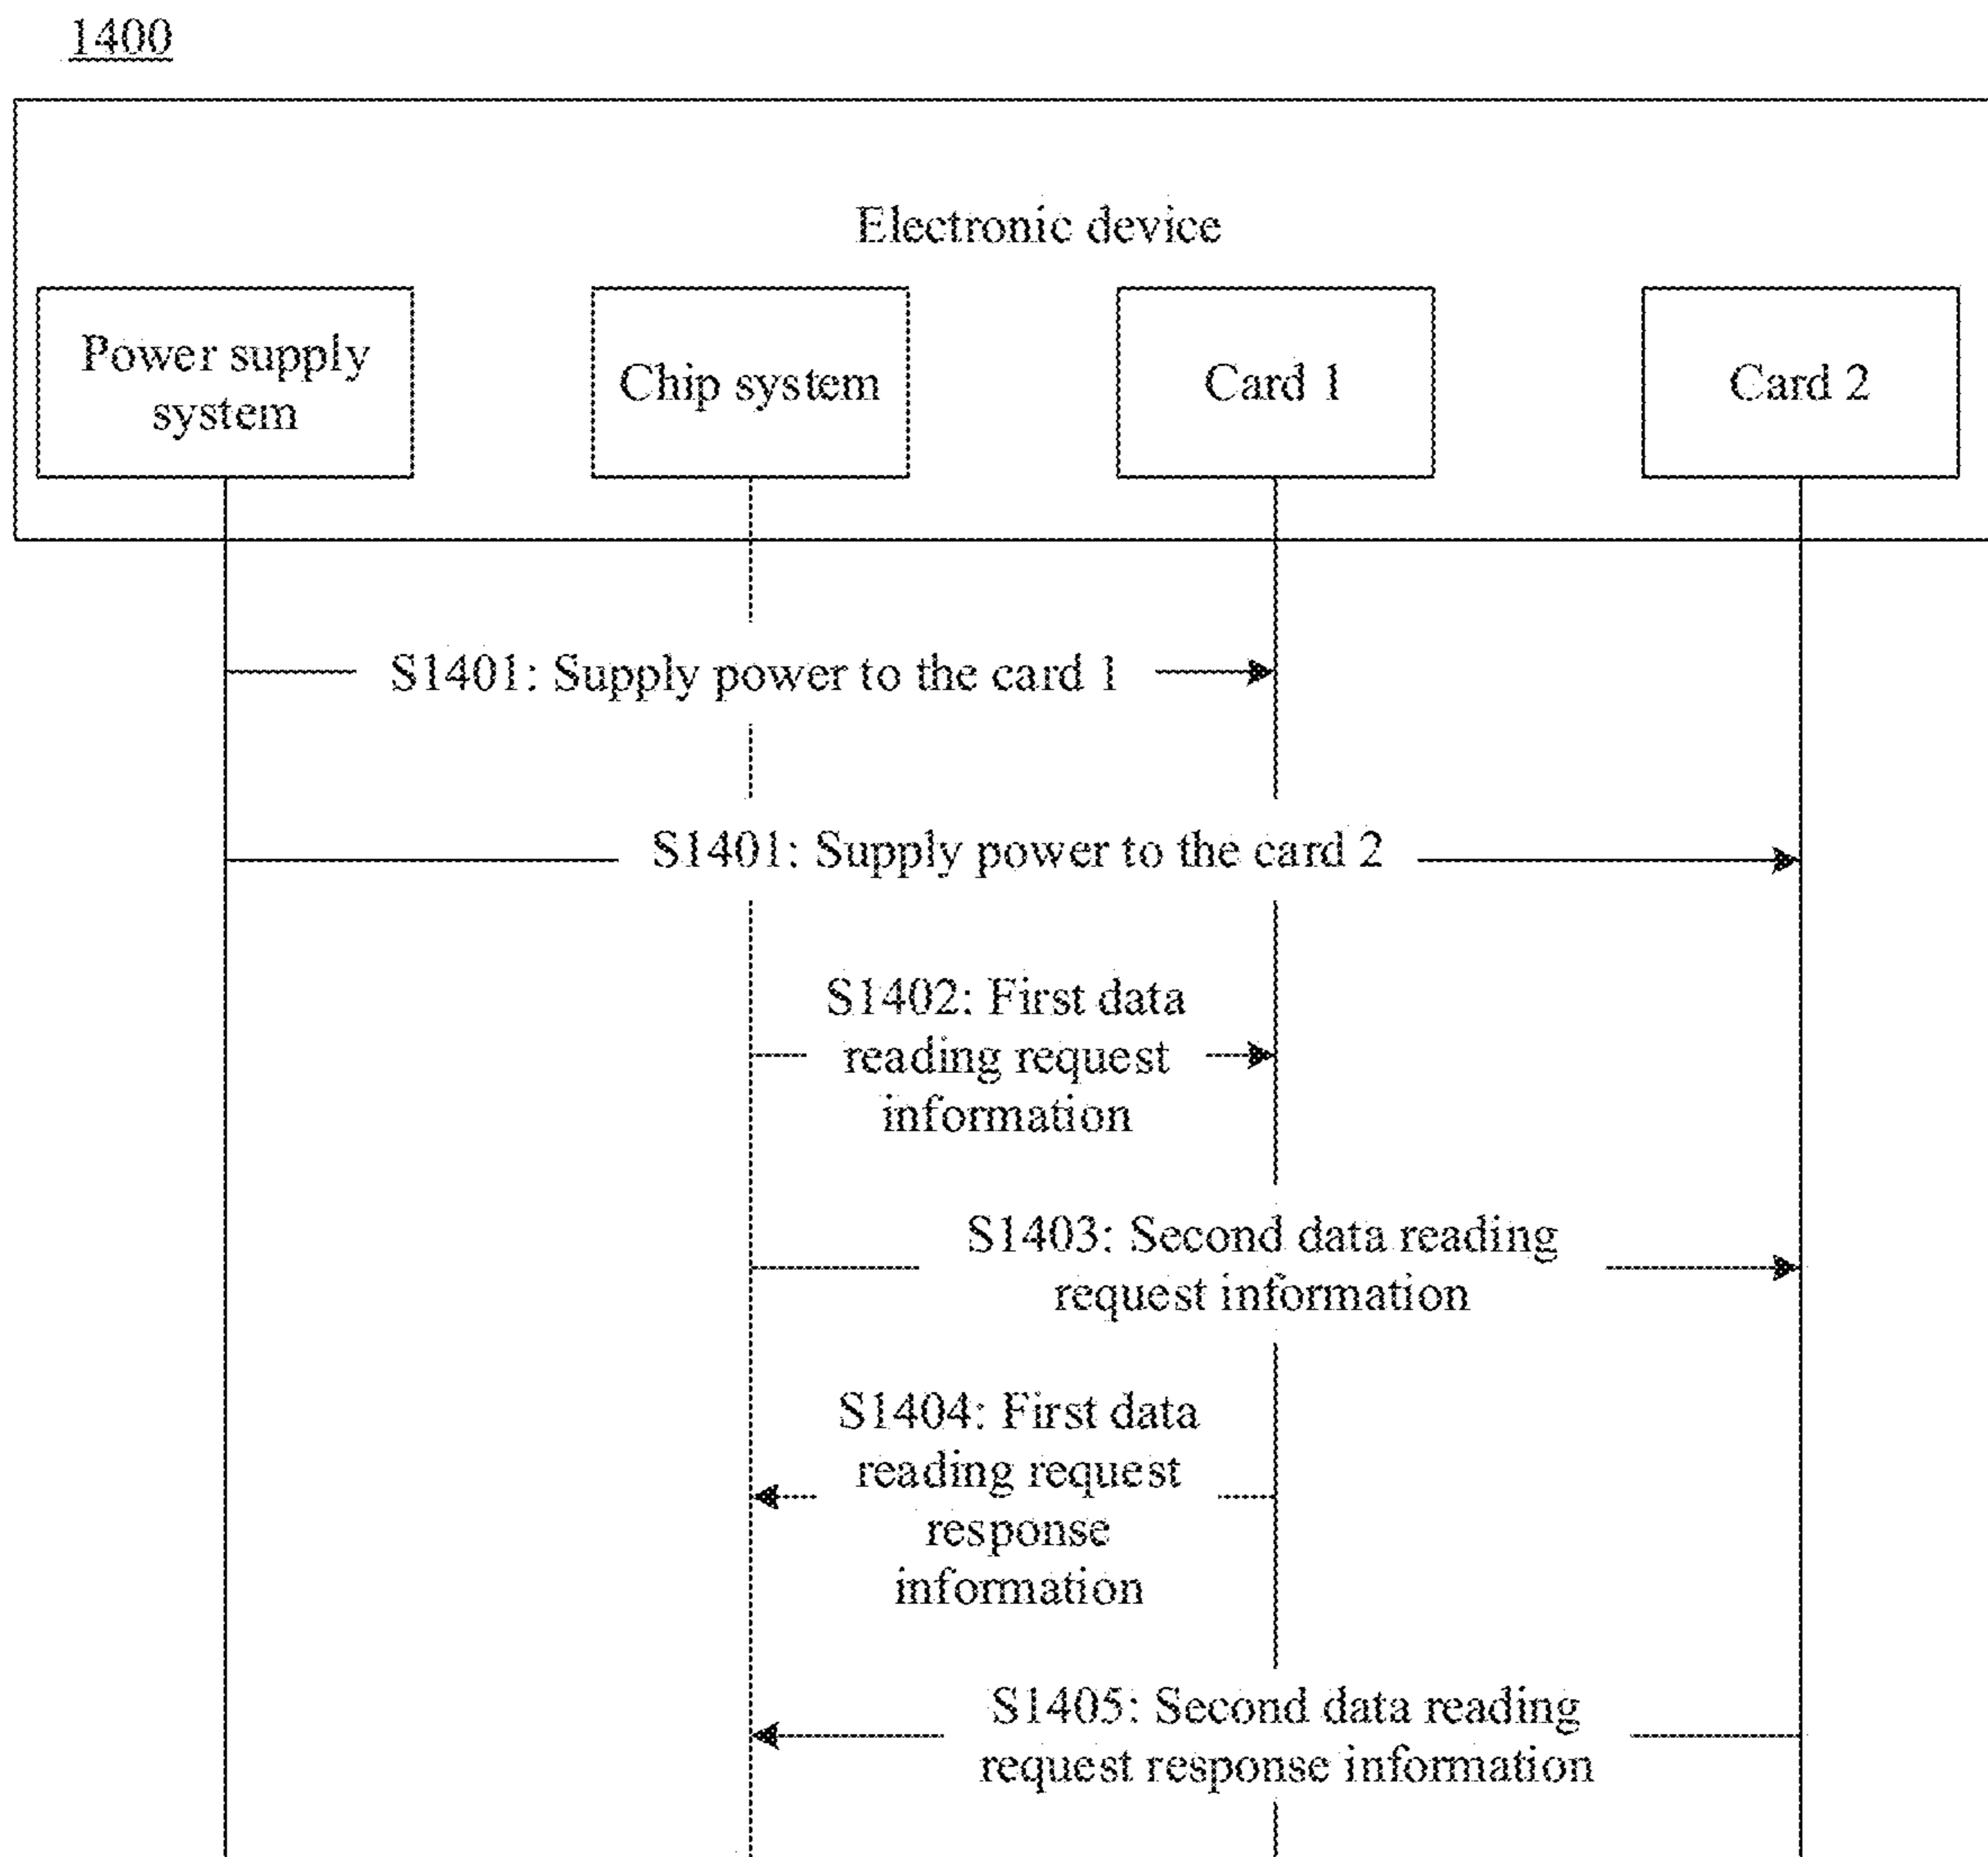 1400
Electronic device
Power supply
system
Chip system
Card 1
Card 2
S1401: Supply power to the card 1
S1401: Supply power to the card 2
S1402: First data
reading request
information
S1403: Second data reading
request information
S1404: First data
reading request
response
information
S1405: Second data reading
request response information